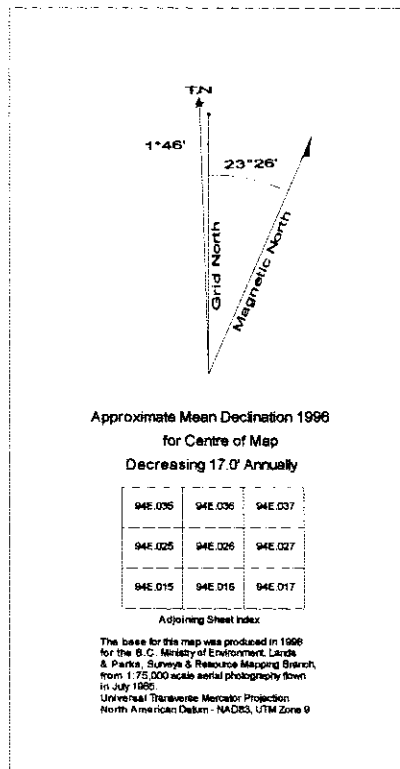 TN
1°46'
23°26'
Grid North
Magnetic North
Approximate Mean Declination 1996
for Centre of Map
Decreasing 17.0' Annually
94E.035 94E.036 94E.037
94E.025 94E.026 94E.027
94E.015 94E.016 94E.017
Adjoining Sheet Index
The base for this map was produced in 1996
for the B.C. Ministry of Environment, Lands
& Parks, Surveys & Resource Mapping Branch,
from 1:75,000 scale aerial photography flown
in July 1985.
Universal Transverse Mercator Projection
North American Datum - NAD83, UTM Zone 9